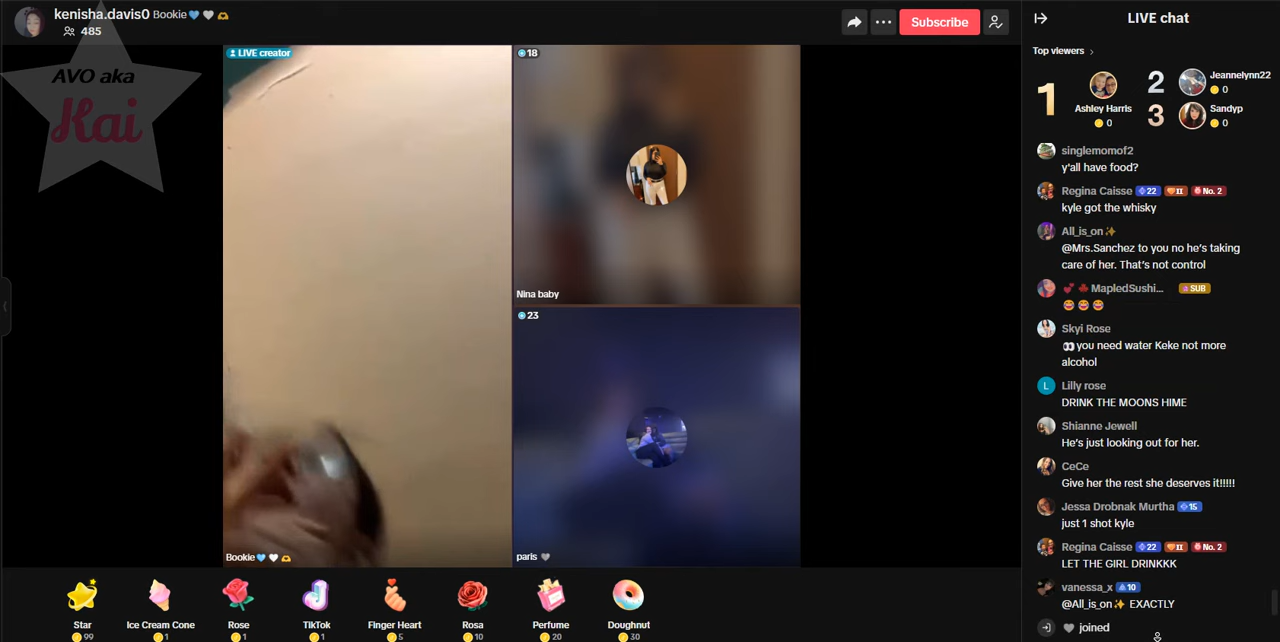 kenisha.davis0 Bookie🩵🤍🫶
485
Subscribe
AVO aka
Kai
LIVE creator
18
Nina baby
23
Bookie🩵🤍🫶
paris 🩶
Star
99
Ice Cream Cone
1
Rose
1
TikTok
1
Finger Heart
5
Rosa
10
Perfume
20
Doughnut
30
LIVE chat
Top viewers >
1
Ashley Harris
0
2
Jeannelynn22
0
3
Sandyp
0
singlemomof2
y'all have food?
Regina Caisse 22 II No. 2
kyle got the whisky
All_is_on✨
@Mrs.Sanchez to you no he's taking
care of her. That's not control
💕🍁MapledSushi... SUB
😂😂😂
Skyi Rose
👀you need water Keke not more
alcohol
L Lilly rose
DRINK THE MOONS HIME
Shianne Jewell
He's just looking out for her.
CeCe
Give her the rest she deserves it!!!!!
Jessa Drobnak Murtha 15
just 1 shot kyle
Regina Caisse 22 II No. 2
LET THE GIRL DRINKKK
vanessa_x 10
@All_is_on✨ EXACTLY
🩶 joined